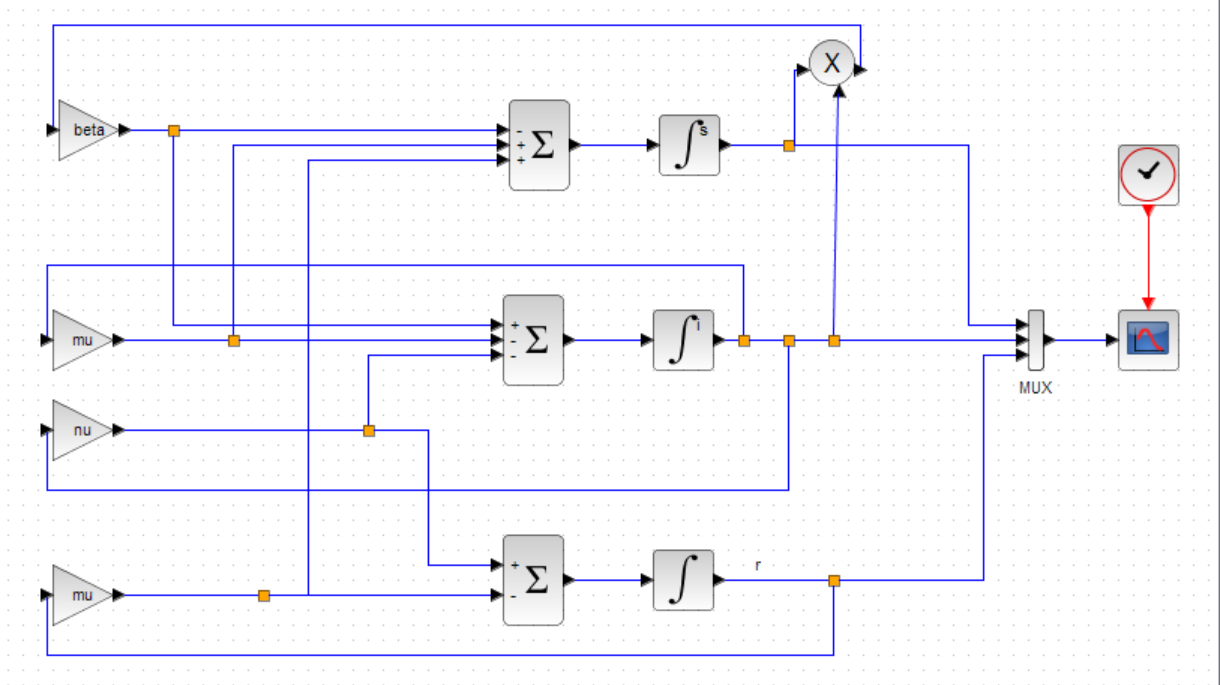 X
beta
-
+
+
Σ
∫
s
mu
+
-
-
Σ
∫
i
MUX
nu
r
mu
+
-
Σ
∫